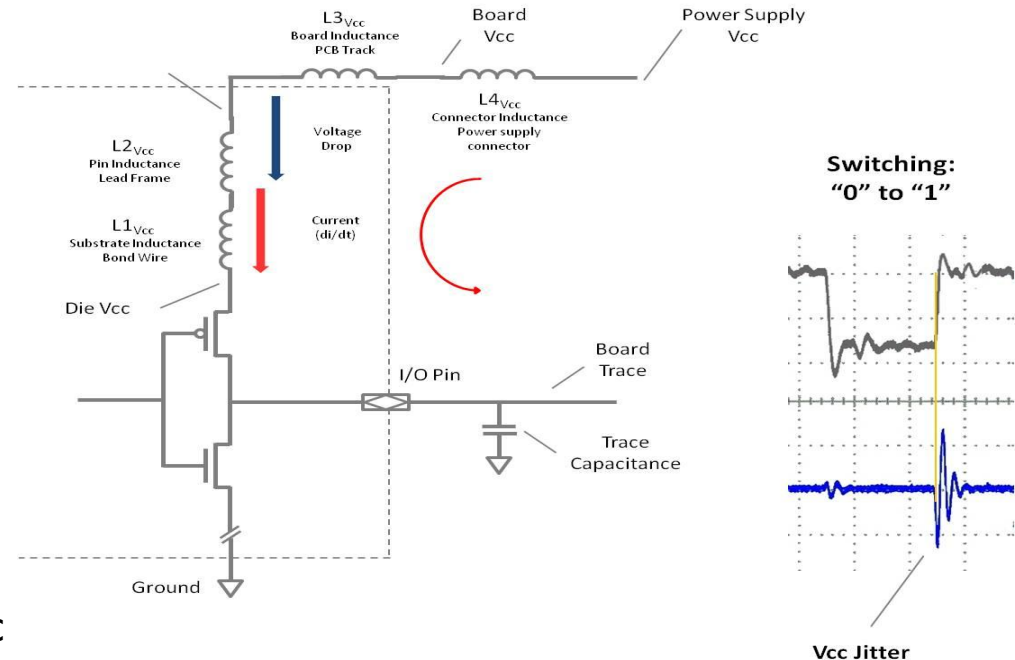 L3Vcc
Board Inductance
PCB Track
Board
Vcc
Power Supply
Vcc
L4Vcc
Connector Inductance
Power supply
connector
L2Vcc
Pin Inductance
Lead Frame
Voltage
Drop
L1Vcc
Substrate Inductance
Bond Wire
Current
(di/dt)
Die Vcc
I/O Pin
Board
Trace
Trace
Capacitance
Ground
c
Switching:
“0” to “1”
Vcc Jitter